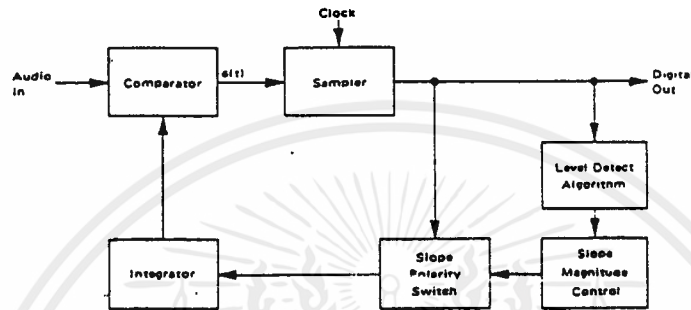 Clock
Audio
In
Comparator
e(t)
Sampler
Digital
Out
Level Detect
Algorithm
Integrator
Slope
Polarity
Switch
Slope
Magnitude
Control